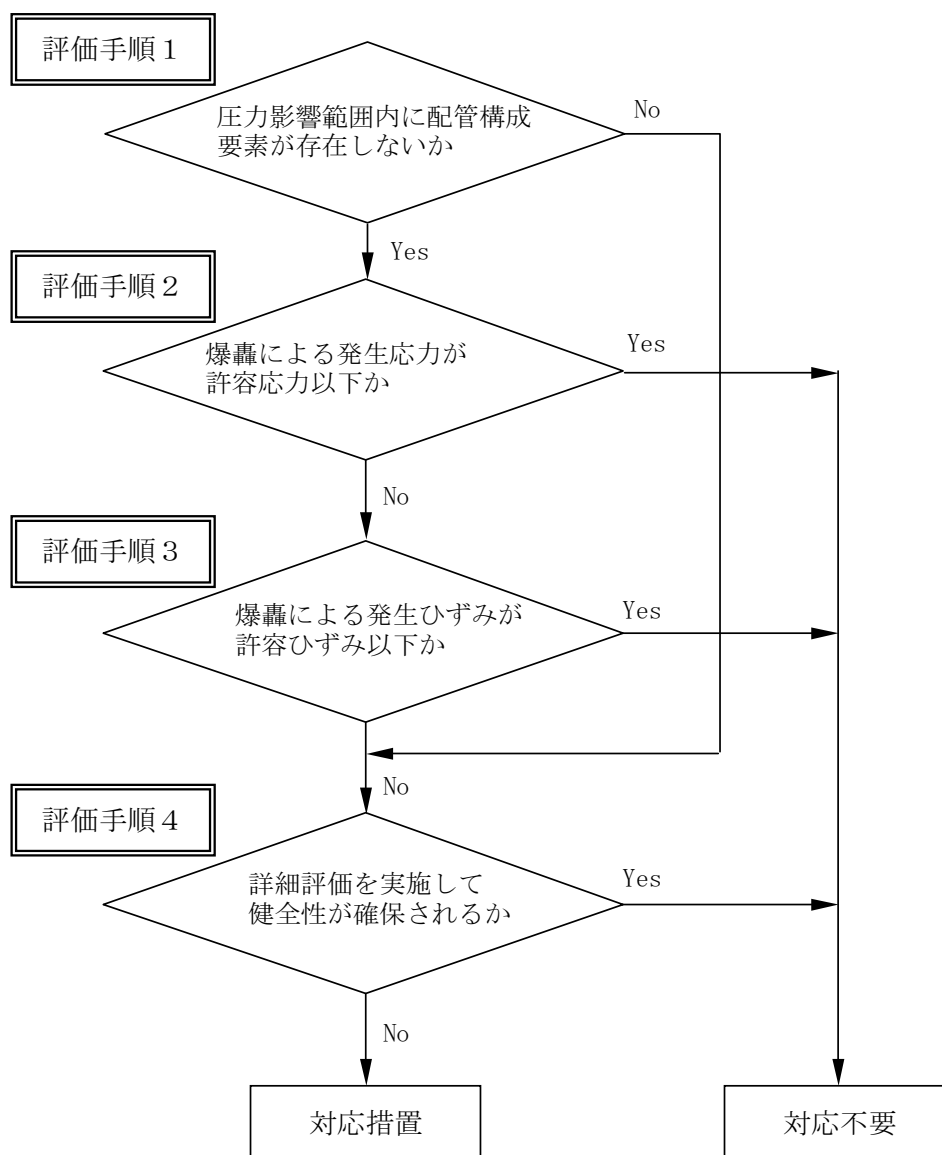 評価手順１
圧力影響範囲内に配管構成
要素が存在しないか
No
Yes
評価手順２
爆轟による発生応力が
許容応力以下か
Yes
No
評価手順３
爆轟による発生ひずみが
許容ひずみ以下か
Yes
No
評価手順４
詳細評価を実施して
健全性が確保されるか
Yes
No
対応措置
対応不要